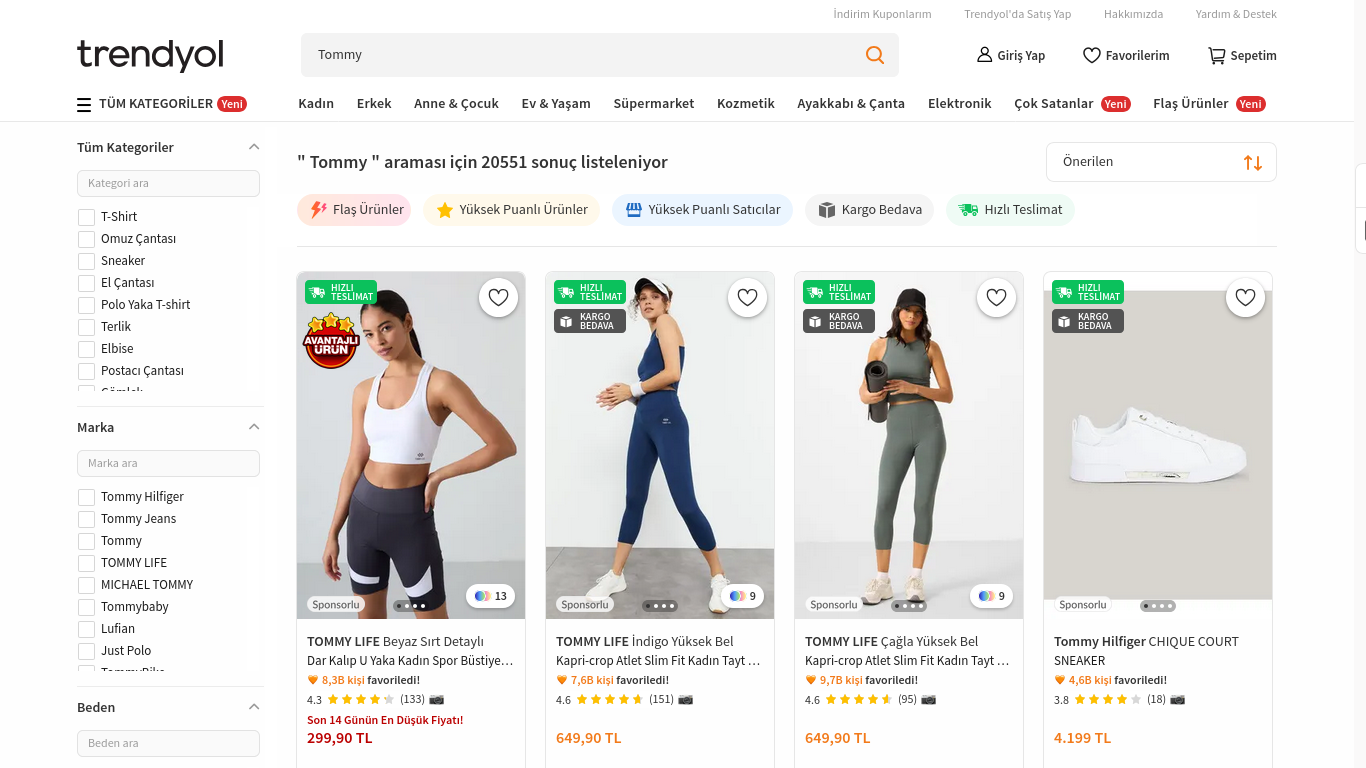 İndirim Kuponlarım Trendyol'da Satış Yap Hakkımızda Yardım & Destek
trendyol
Tommy
Giriş Yap Favorilerim Sepetim
TÜM KATEGORİLER Yeni
Kadın Erkek Anne & Çocuk Ev & Yaşam Süpermarket Kozmetik Ayakkabı & Çanta Elektronik Çok Satanlar Yeni Flaş Ürünler Yeni
Tüm Kategoriler
Kategori ara
T-Shirt
Omuz Çantası
Sneaker
El Çantası
Polo Yaka T-shirt
Terlik
Elbise
Postacı Çantası
Marka
Marka ara
Tommy Hilfiger
Tommy Jeans
Tommy
TOMMY LIFE
MICHAEL TOMMY
Tommybaby
Lufian
Just Polo
Beden
Beden ara
" Tommy " araması için 20551 sonuç listeleniyor
Önerilen
Flaş Ürünler Yüksek Puanlı Ürünler Yüksek Puanlı Satıcılar Kargo Bedava Hızlı Teslimat
HIZLI
TESLİMAT
AVANTAJLI
ÜRÜN
Sponsorlu
13
TOMMY LIFE Beyaz Sırt Detaylı
Dar Kalıp U Yaka Kadın Spor Büstiye...
8,3B kişi favoriledi!
4.3 (133)
Son 14 Günün En Düşük Fiyatı!
299,90 TL
HIZLI
TESLİMAT
KARGO
BEDAVA
Sponsorlu
9
TOMMY LIFE İndigo Yüksek Bel
Kapri-crop Atlet Slim Fit Kadın Tayt ...
7,6B kişi favoriledi!
4.6 (151)
649,90 TL
HIZLI
TESLİMAT
KARGO
BEDAVA
Sponsorlu
9
TOMMY LIFE Çağla Yüksek Bel
Kapri-crop Atlet Slim Fit Kadın Tayt ...
9,7B kişi favoriledi!
4.6 (95)
649,90 TL
HIZLI
TESLİMAT
KARGO
BEDAVA
Sponsorlu
Tommy Hilfiger CHIQUE COURT
SNEAKER
4,6B kişi favoriledi!
3.8 (18)
4.199 TL